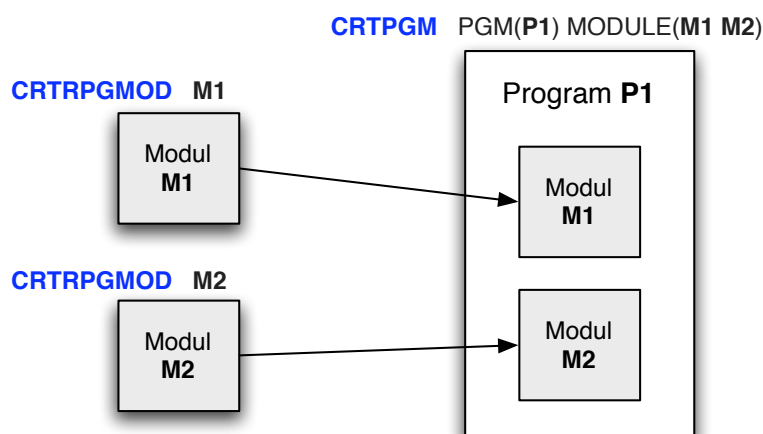 CRTPGM PGM(P1) MODULE(M1 M2)
CRTRPGMOD M1
Program P1
Modul
M1
Modul
M1
CRTRPGMOD M2
Modul
M2
Modul
M2